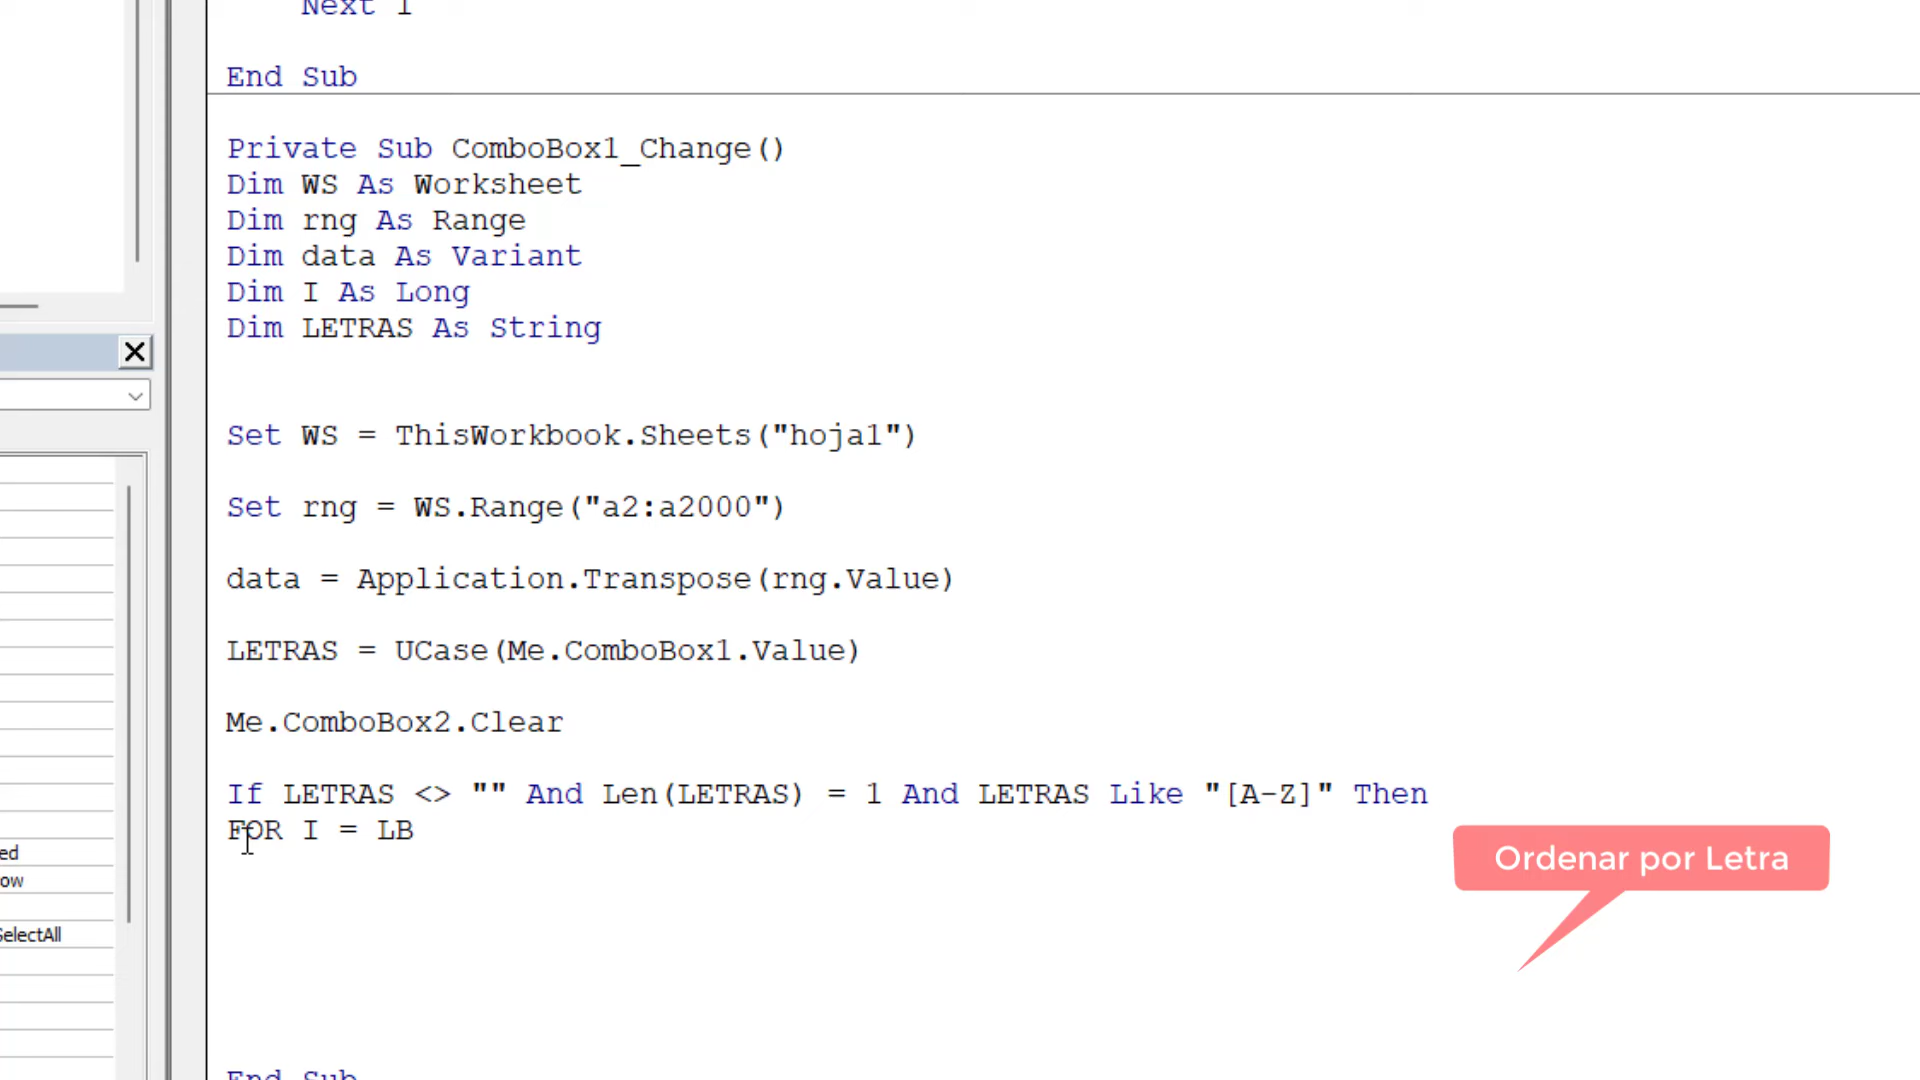 Next I
End Sub
Private Sub ComboBox1_Change()
Dim WS As Worksheet
Dim rng As Range
Dim data As Variant
Dim I As Long
Dim LETRAS As String
Set WS = ThisWorkbook.Sheets("hoja1")
Set rng = WS.Range("a2:a2000")
data = Application.Transpose(rng.Value)
LETRAS = UCase(Me.ComboBox1.Value)
Me.ComboBox2.Clear
If LETRAS <> "" And Len(LETRAS) = 1 And LETRAS Like "[A-Z]" Then
FOR I = LB
Ordenar por Letra
ed
ow
SelectAll
End Sub